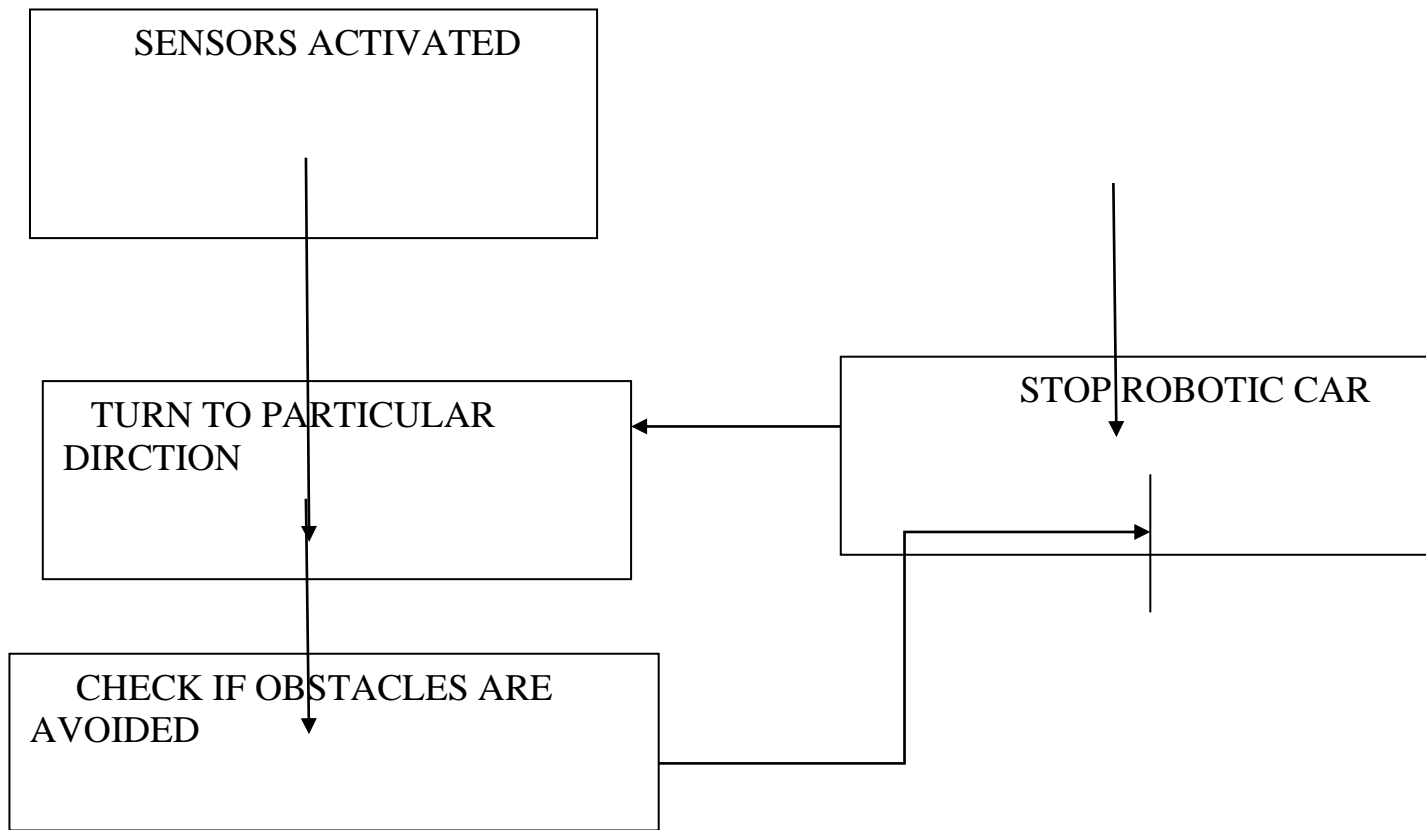 SENSORS ACTIVATED
STOP ROBOTIC CAR
TURN TO PARTICULAR
DIRCTION
CHECK IF OBSTACLES ARE
AVOIDED